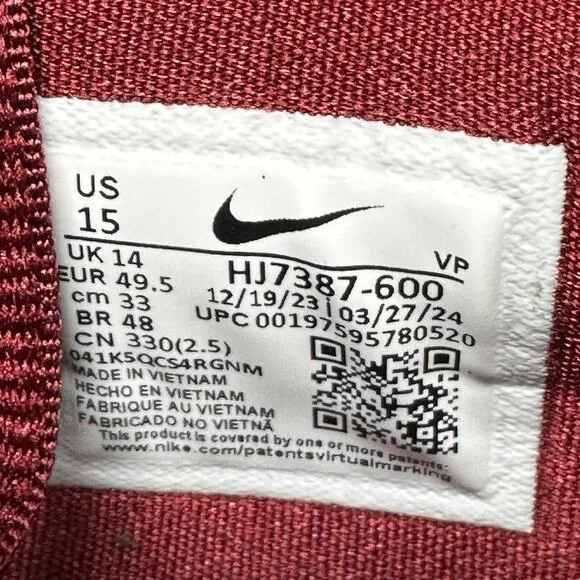 US
15
VP
UK 14
EUR 49.5
cm 33
BR 48
CN 330(2.5)
HJ7387-600
12/19/23 | 03/27/24
UPC 00197595780520
041K5QCS4RGNM
MADE IN VIETNAM
HECHO EN VIETNAM
FABRIQUE AU VIETNAM
FABRICADO NO VIETNÃ
This product is covered by one or more patents:
www.nike.com/patentsvirtualmarking